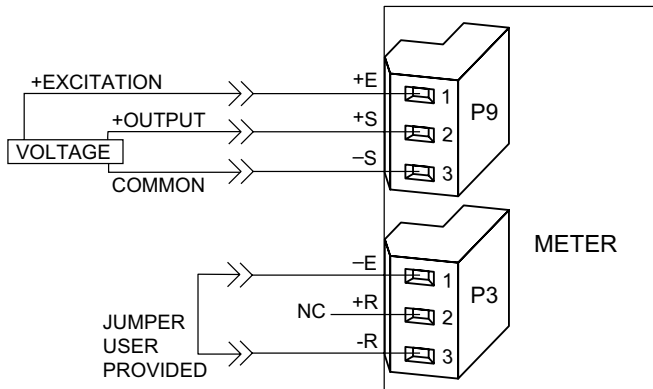 +EXCITATION
+E
1
+OUTPUT
+S
2
P9
VOLTAGE
–S
3
COMMON
METER
–E
1
P3
NC
+R
2
JUMPER
USER
PROVIDED
-R
3